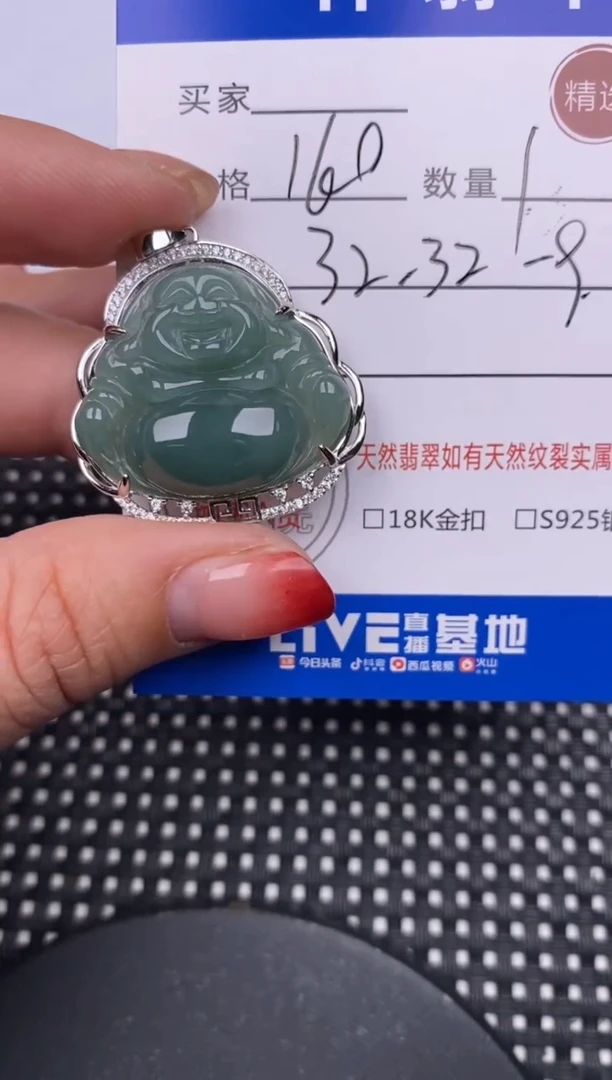 买家
精选
格 160 数量 1
32.32-9.
天然翡翠如有天然纹裂实属
□18K金扣 □S925银
LIVE直播基地
今日头条 抖音 西瓜视频 火山